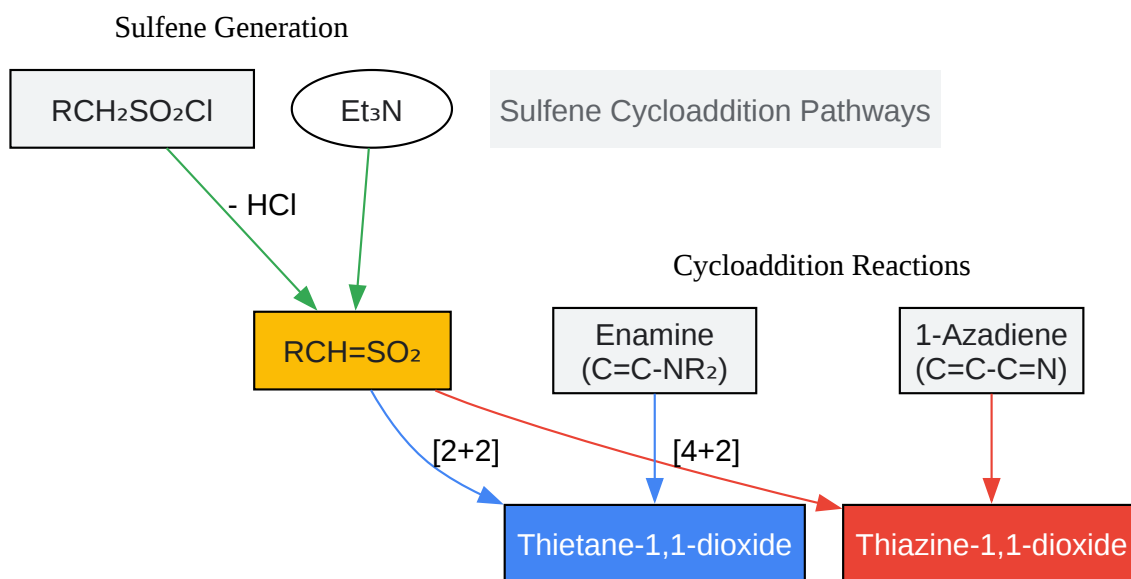 Sulfene Generation
RCH₂SO₂Cl
Et₃N
Sulfene Cycloaddition Pathways
- HCl
Cycloaddition Reactions
RCH=SO₂
Enamine
(C=C-NR₂)
1-Azadiene
(C=C-C=N)
[2+2]
[4+2]
Thietane-1,1-dioxide
Thiazine-1,1-dioxide